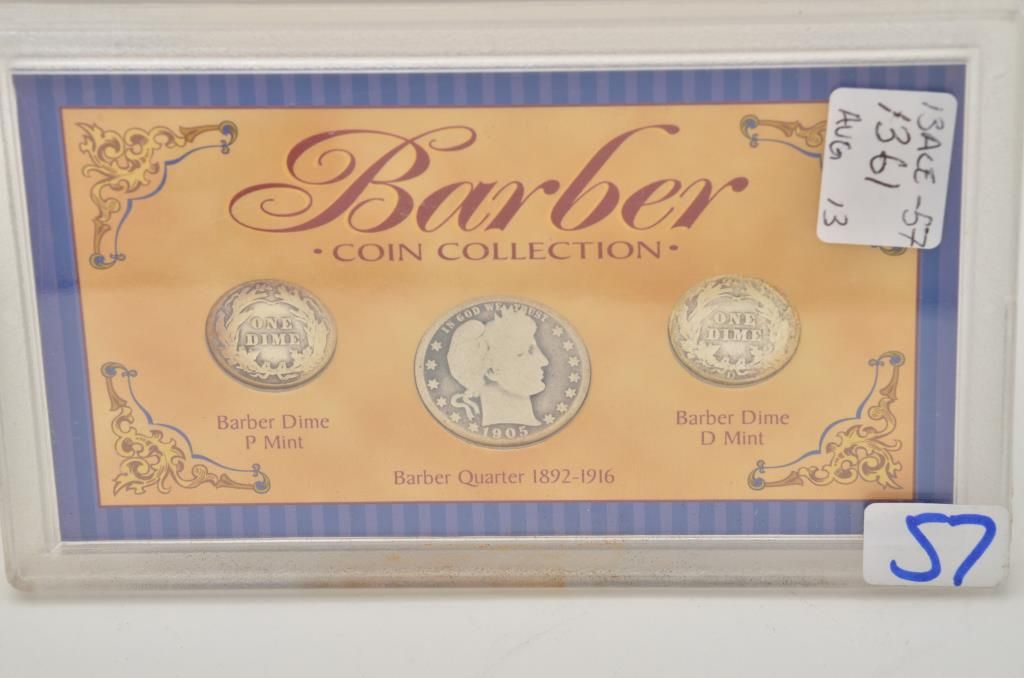 Barber
• COIN COLLECTION •
13ACE -57
1361
AUG 13
ONE
DIME
IN GOD WE TRUST
1905
ONE
DIME
D
Barber Dime
P Mint
Barber Quarter 1892-1916
Barber Dime
D Mint
57